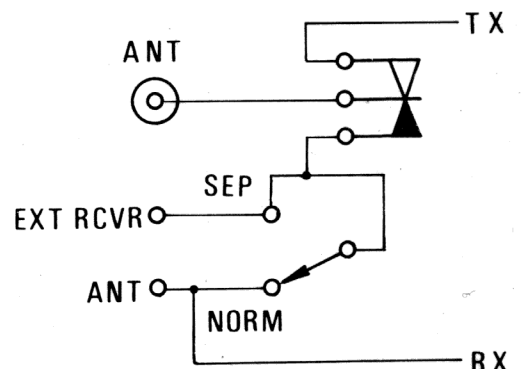 TX
ANT
SEP
EXT RCVR
ANT
NORM
RX